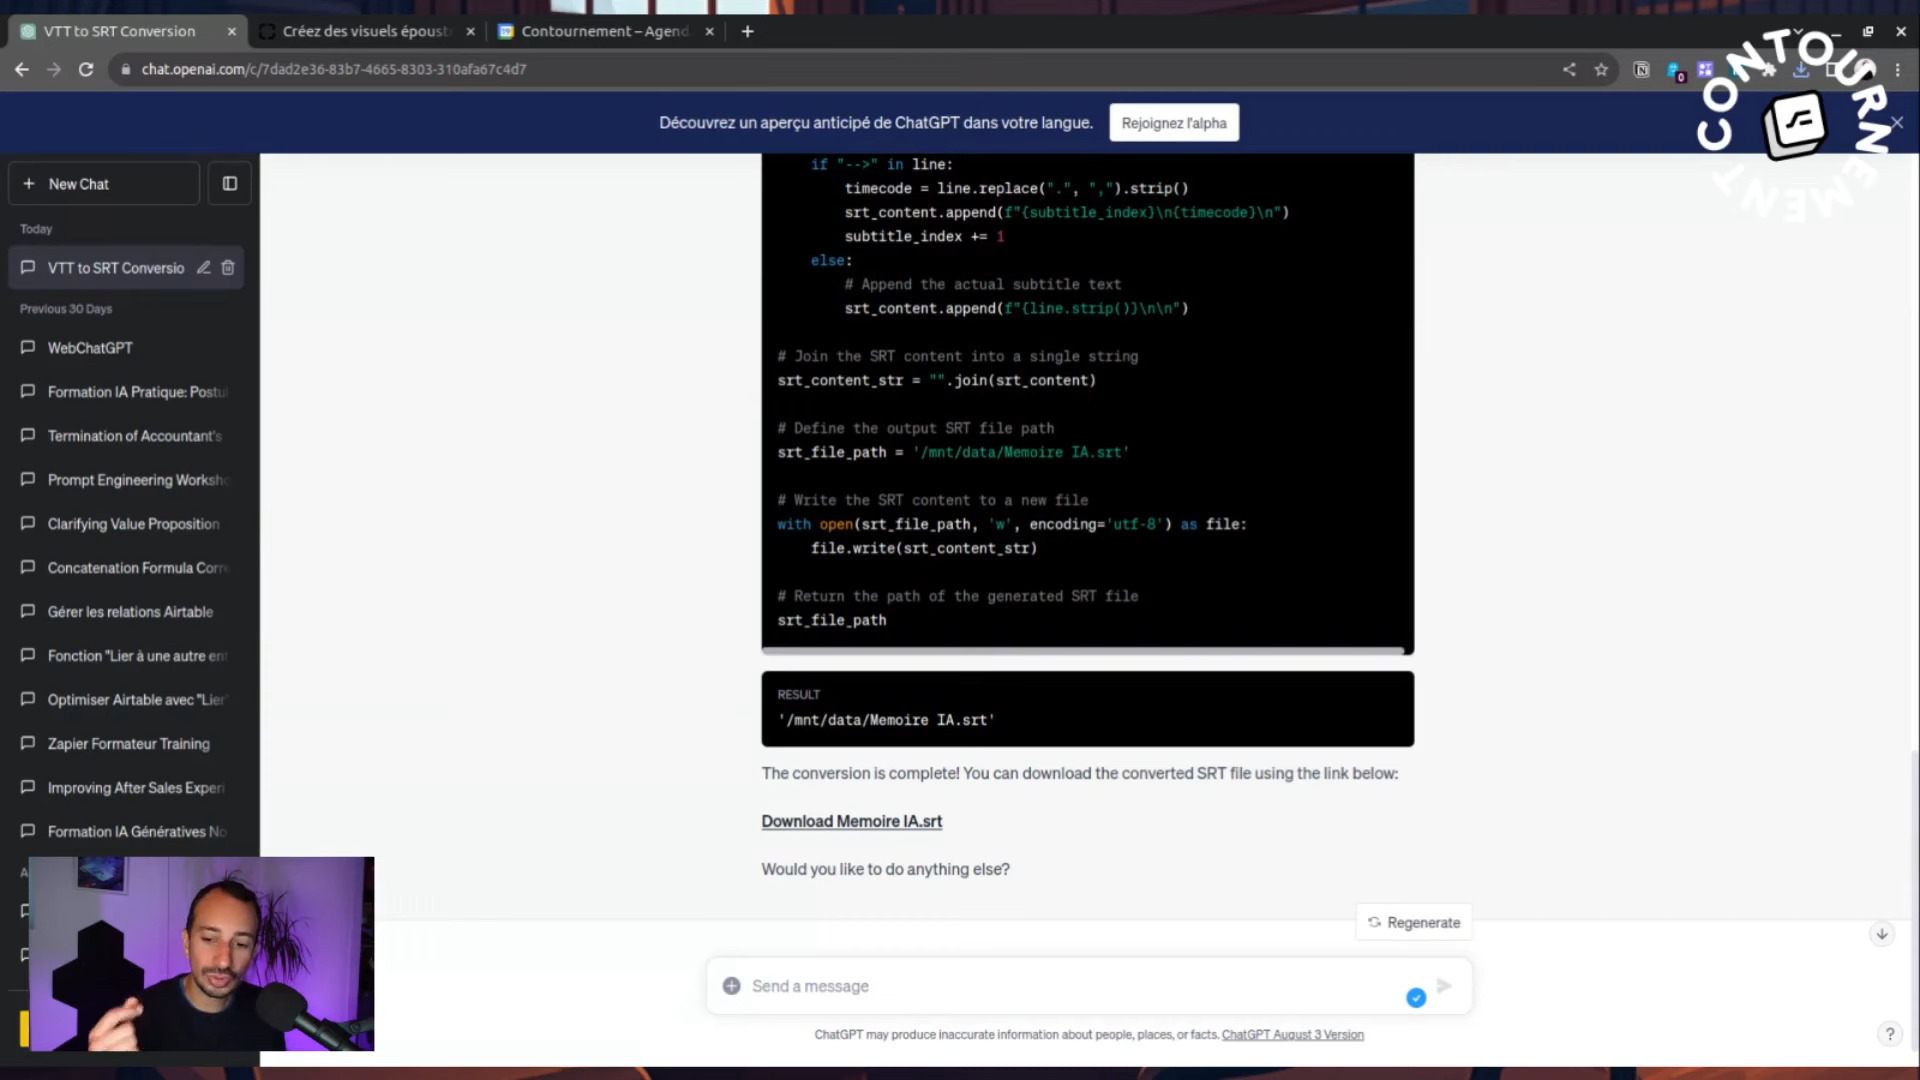 VTT to SRT Conversion
Créez des visuels époust
Contournement – Agend
chat.openai.com/c/7dad2e36-83b7-4665-8303-310afa67c4d7
0
CONTOURNEMENT
Découvrez un aperçu anticipé de ChatGPT dans votre langue.
Rejoignez l'alpha
New Chat
Today
VTT to SRT Conversio
Previous 30 Days
WebChatGPT
Formation IA Pratique: Postul
Termination of Accountant's
Prompt Engineering Worksho
Clarifying Value Proposition
Concatenation Formula Corre
Gérer les relations Airtable
Fonction "Lier à une autre en
Optimiser Airtable avec "Lier
Zapier Formateur Training
Improving After Sales Experi
Formation IA Génératives No
if "-->" in line:
timecode = line.replace(".", ",").strip()
srt_content.append(f"{subtitle_index}\n{timecode}\n")
subtitle_index += 1
else:
# Append the actual subtitle text
srt_content.append(f"{line.strip()}\n\n")
# Join the SRT content into a single string
srt_content_str = "".join(srt_content)
# Define the output SRT file path
srt_file_path = '/mnt/data/Memoire IA.srt'
# Write the SRT content to a new file
with open(srt_file_path, 'w', encoding='utf-8') as file:
file.write(srt_content_str)
# Return the path of the generated SRT file
srt_file_path
RESULT
'/mnt/data/Memoire IA.srt'
The conversion is complete! You can download the converted SRT file using the link below:
Download Memoire IA.srt
Would you like to do anything else?
Regenerate
Send a message
ChatGPT may produce inaccurate information about people, places, or facts. ChatGPT August 3 Version
?